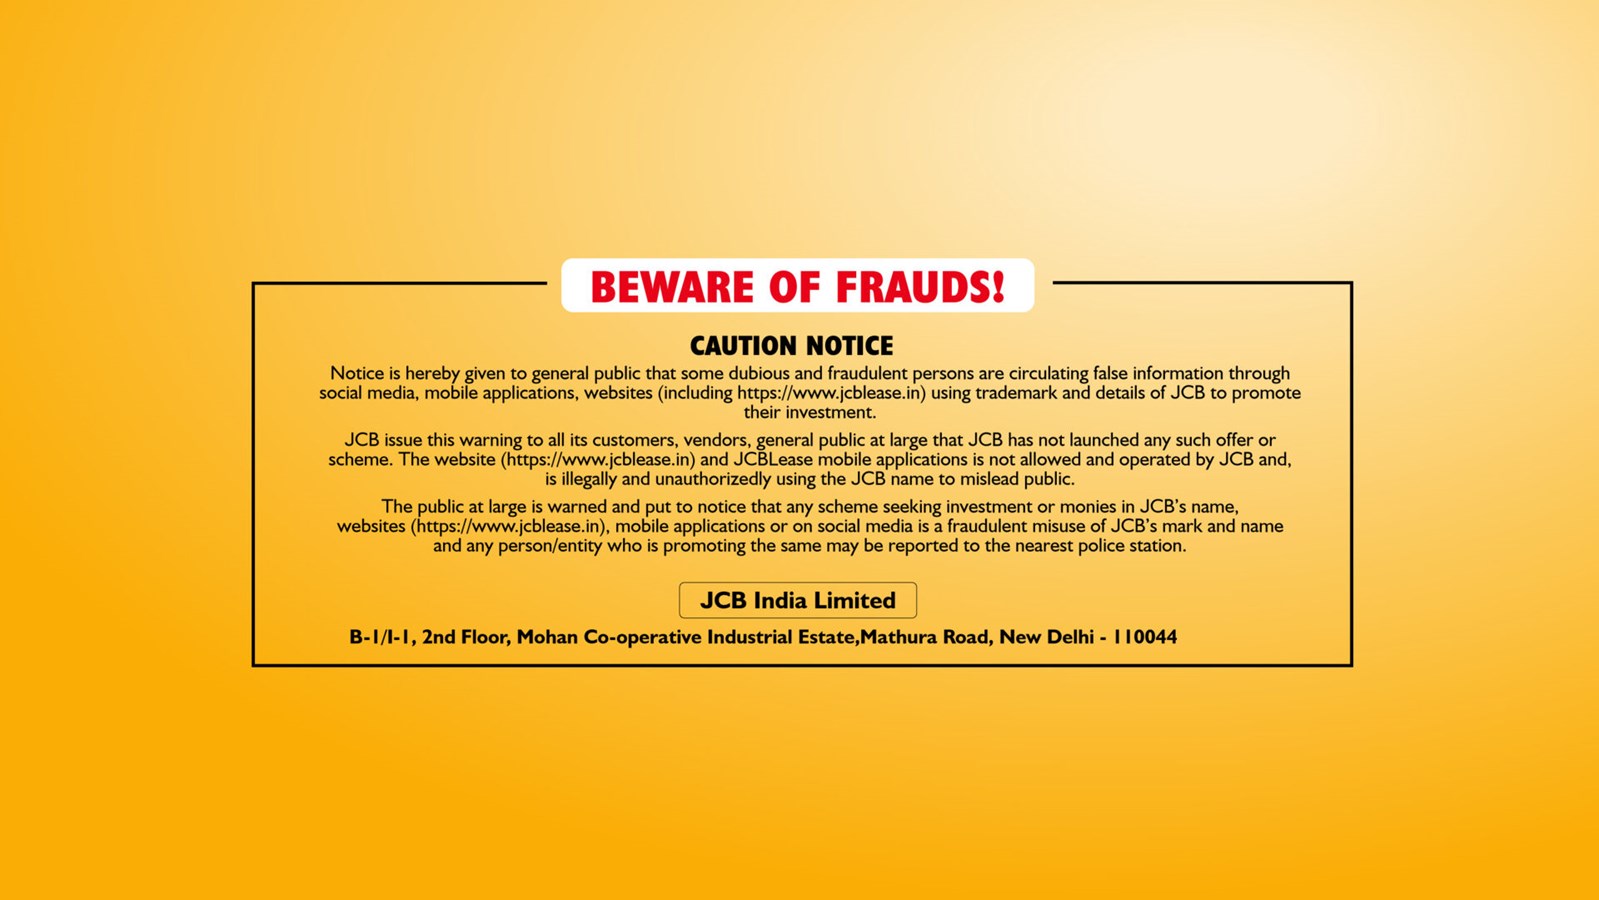 BEWARE OF FRAUDS!
CAUTION NOTICE
Notice is hereby given to general public that some dubious and fraudulent persons are circulating false information through
social media, mobile applications, websites (including https://www.jcblease.in) using trademark and details of JCB to promote
their investment.
JCB issue this warning to all its customers, vendors, general public at large that JCB has not launched any such offer or
scheme. The website (https://www.jcblease.in) and JCBLease mobile applications is not allowed and operated by JCB and,
is illegally and unauthorizedly using the JCB name to mislead public.
The public at large is warned and put to notice that any scheme seeking investment or monies in JCB's name,
websites (https://www.jcblease.in), mobile applications or on social media is a fraudulent misuse of JCB's mark and name
and any person/entity who is promoting the same may be reported to the nearest police station.
JCB India Limited
B-1/I-1, 2nd Floor, Mohan Co-operative Industrial Estate,Mathura Road, New Delhi - 110044